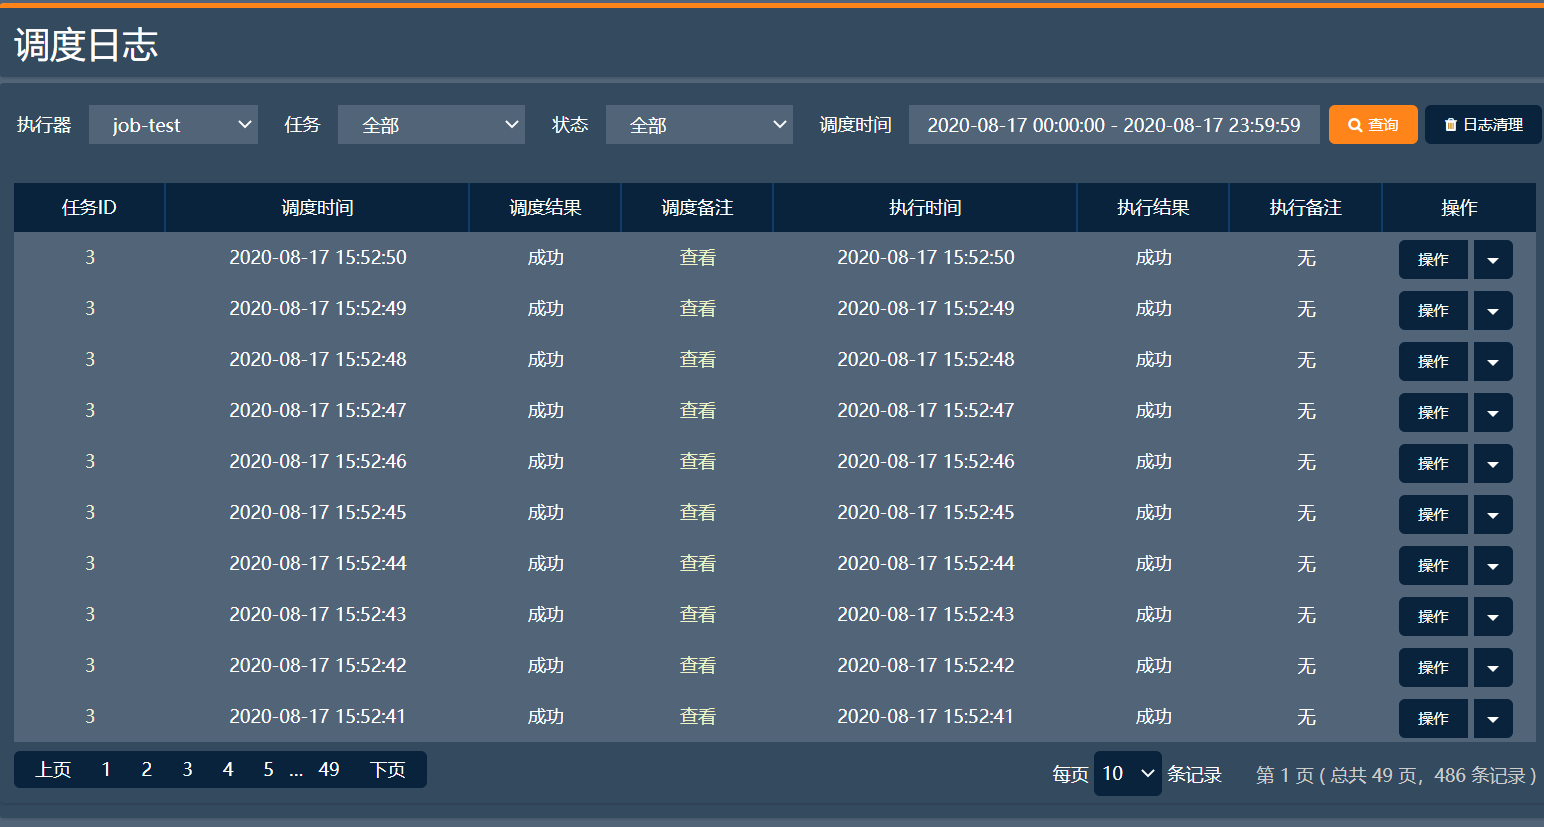 调度日志
执行器 job-test 任务 全部 状态 全部 调度时间 2020-08-17 00:00:00 - 2020-08-17 23:59:59 查询 日志清理
任务ID 调度时间 调度结果 调度备注 执行时间 执行结果 执行备注 操作
3 2020-08-17 15:52:50 成功 查看 2020-08-17 15:52:50 成功 无 操作
3 2020-08-17 15:52:49 成功 查看 2020-08-17 15:52:49 成功 无 操作
3 2020-08-17 15:52:48 成功 查看 2020-08-17 15:52:48 成功 无 操作
3 2020-08-17 15:52:47 成功 查看 2020-08-17 15:52:47 成功 无 操作
3 2020-08-17 15:52:46 成功 查看 2020-08-17 15:52:46 成功 无 操作
3 2020-08-17 15:52:45 成功 查看 2020-08-17 15:52:45 成功 无 操作
3 2020-08-17 15:52:44 成功 查看 2020-08-17 15:52:44 成功 无 操作
3 2020-08-17 15:52:43 成功 查看 2020-08-17 15:52:43 成功 无 操作
3 2020-08-17 15:52:42 成功 查看 2020-08-17 15:52:42 成功 无 操作
3 2020-08-17 15:52:41 成功 查看 2020-08-17 15:52:41 成功 无 操作
上页 1 2 3 4 5 ... 49 下页 每页 10 条记录 第 1 页 ( 总共 49 页，486 条记录 )